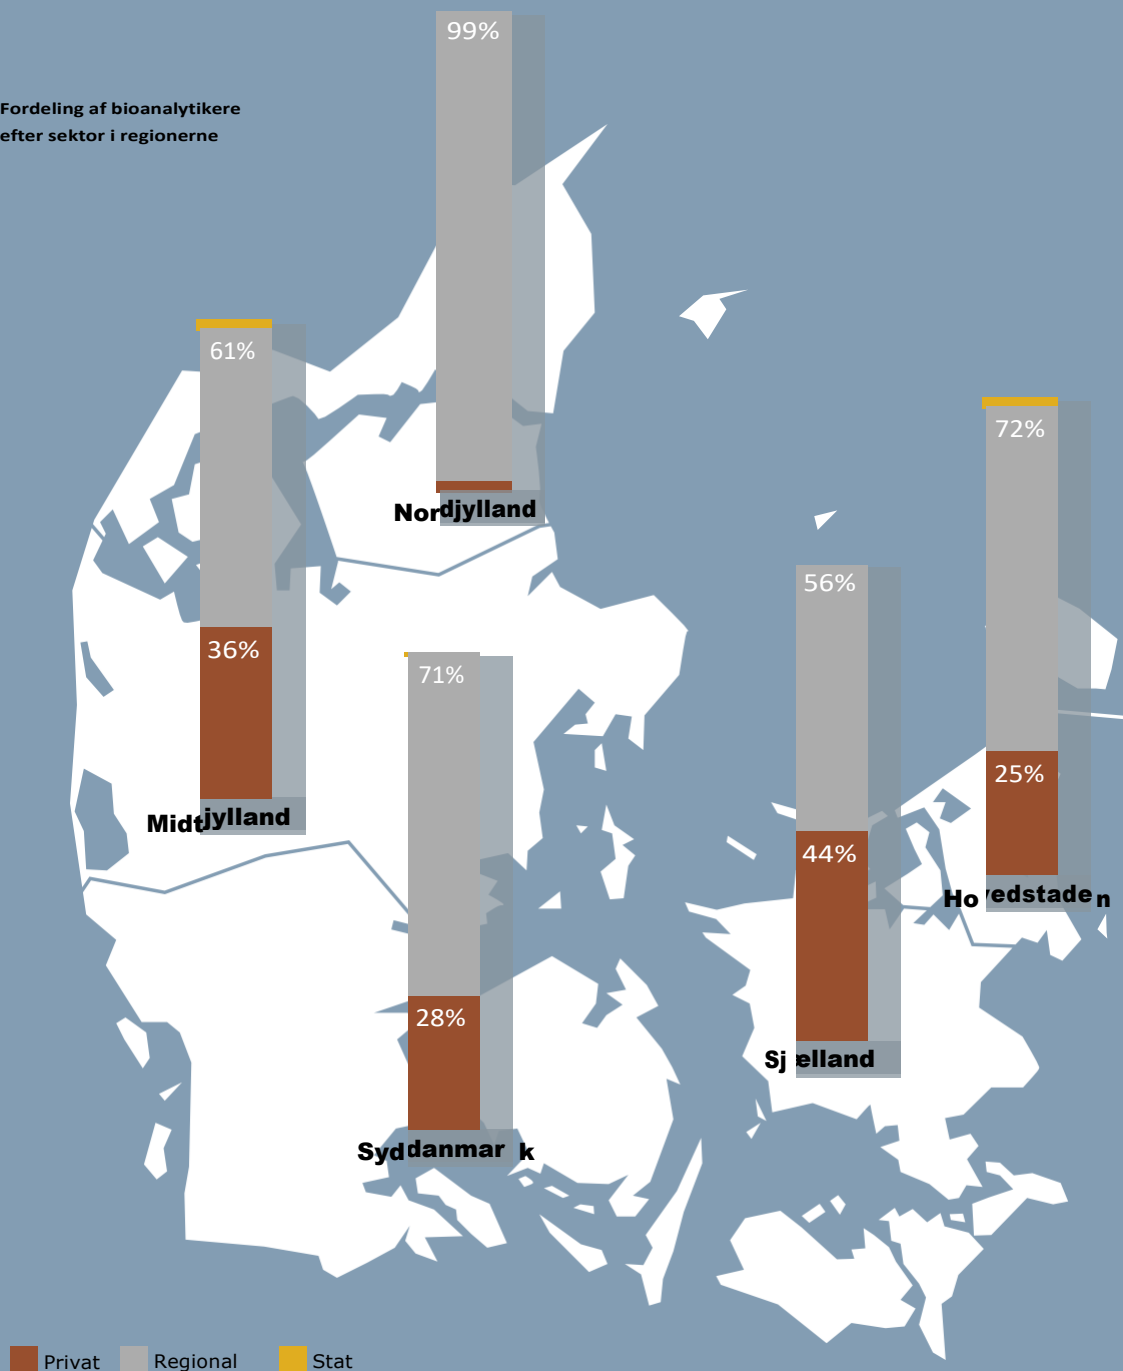 99%
Fordeling af bioanalytikere
efter sektor i regionerne
61%
72%
Nordjylland
56%
36%
71%
25%
Midtjylland
44%
Hovedstaden
28%
Sjælland
Syddanmark
Privat Regional Stat